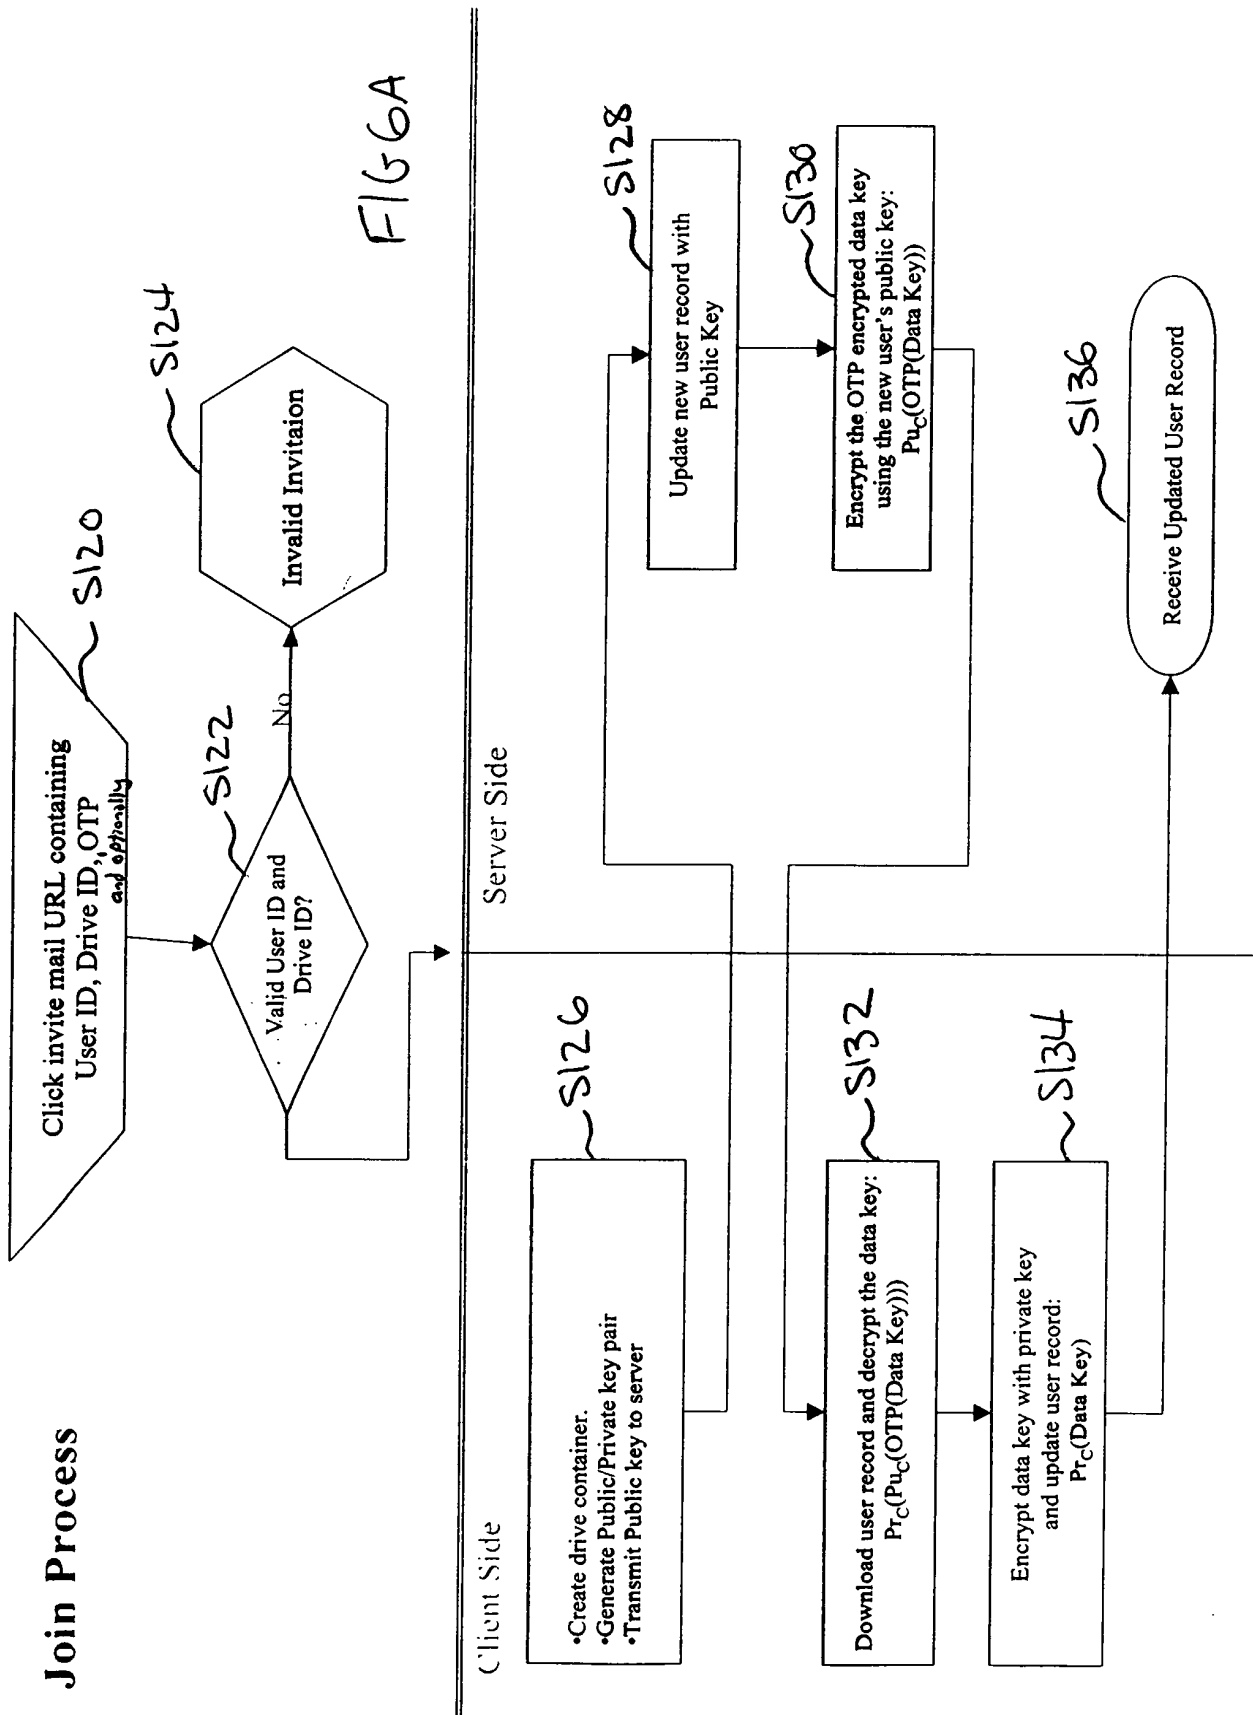 Join Process
Click invite mail URL containing
User ID, Drive ID, OTP
and optionally
S120
Valid User ID and
Drive ID?
S122
No
Invalid Invitaion
S124
FIG 6A
Client Side
Server Side
•Create drive container.
•Generate Public/Private key pair
•Transmit Public key to server
S126
Update new user record with
Public Key
S128
Encrypt the OTP encrypted data key
using the new user's public key:
PuC(OTP(Data Key))
S130
Download user record and decrypt the data key:
PrC(PuC(OTP(Data Key)))
S132
Encrypt data key with private key
and update user record:
PrC(Data Key)
S134
Receive Updated User Record
S136